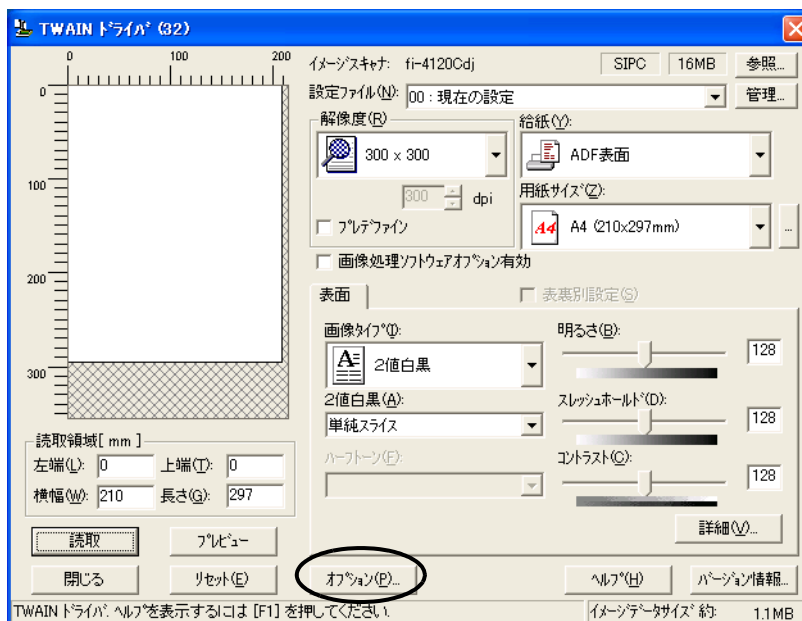 TWAIN ドライバ (32)
0 100 200
0
100
200
300
イメージスキャナ: fi-4120Cdj SIPC 16MB 参照...
設定ファイル(N): 00 : 現在の設定 管理...
解像度(R)
300 x 300
300 dpi
プレデファイン
給紙(Y):
ADF表面
用紙サイズ(Z):
A4 A4 (210x297mm) ...
画像処理ソフトウェアオプション有効
表面 表裏別設定(S)
画像タイプ(I):
A 2値白黒
2値白黒(A):
単純スライス
ハーフトーン(F):
明るさ(B):
128
スレッシュホールド(D):
128
コントラスト(C):
128
詳細(V)...
読取領域[ mm ]
左端(L): 0 上端(T): 0
横幅(W): 210 長さ(G): 297
読取 プレビュー
閉じる リセット(E) オプション(P)... ヘルプ(H) バージョン情報...
TWAIN ドライバ. ヘルプを表示するには [F1] を押してください. イメージデータサイズ 約: 1.1MB